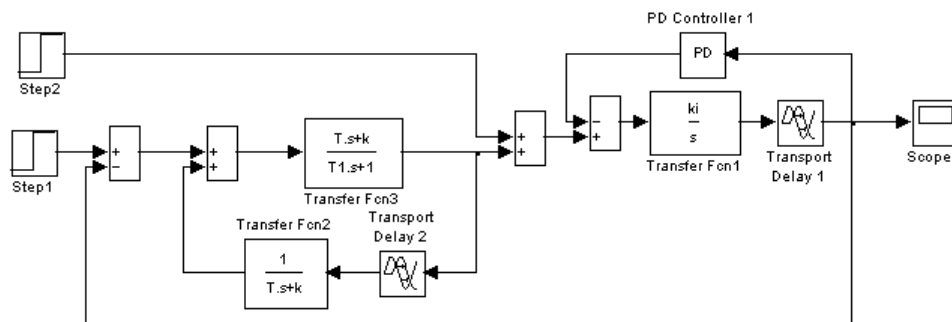 PD Controller 1
PD
Step2
ki
s
Transfer Fcn1
Transport
Delay 1
Scope
Step1
T.s+k
T1.s+1
Transfer Fcn3
Transfer Fcn2
1
T.s+k
Transport
Delay 2